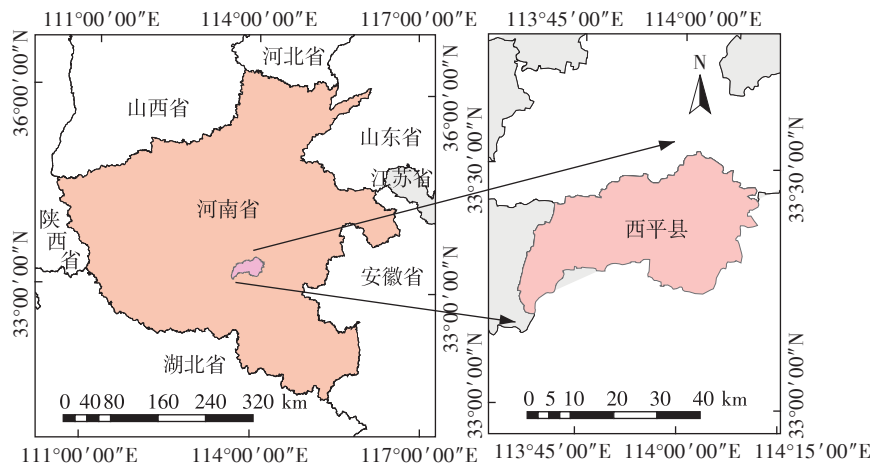 111°00′00″E 114°00′00″E 117°00′00″E
113°45′00″E 114°00′00″E
36°00′00″N
33°00′00″N
河北省
山西省
山东省
江苏省
河南省
陕西省
安徽省
湖北省
36°00′00″N
33°00′00″N
0 40 80 160 240 320 km
111°00′00″E 114°00′00″E 117°00′00″E
N
33°30′00″N
33°00′00″N
西平县
33°30′00″N
33°00′00″N
0 5 10 20 30 40 km
113°45′00″E 114°00′00″E 114°15′00″E